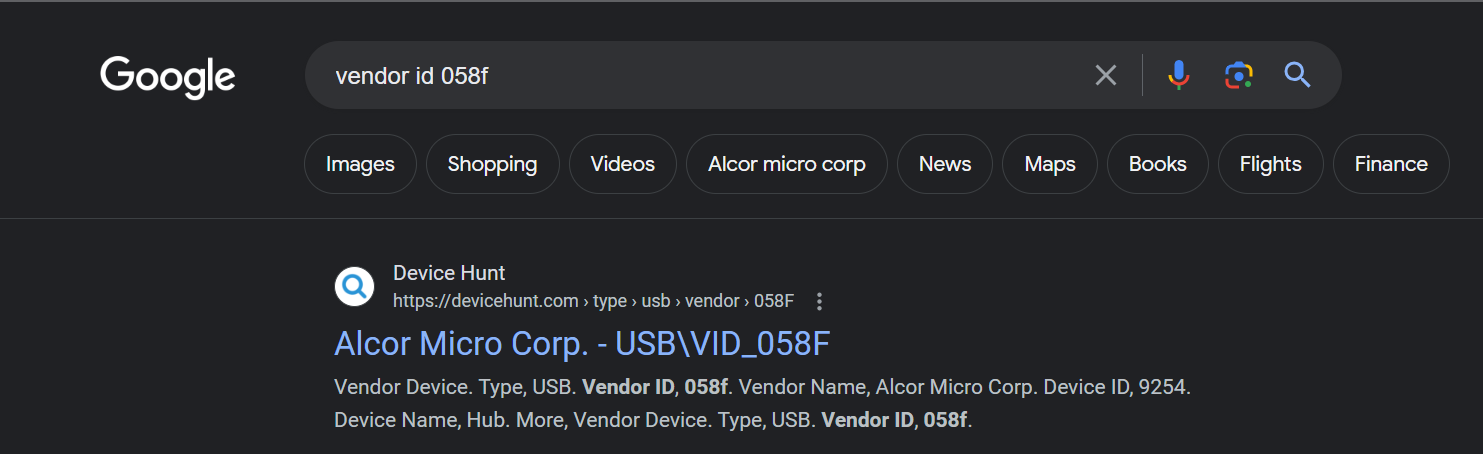 Google
vendor id 058f
Images Shopping Videos Alcor micro corp News Maps Books Flights Finance
Device Hunt
https://devicehunt.com › type › usb › vendor › 058F
Alcor Micro Corp. - USB\VID_058F
Vendor Device. Type, USB. Vendor ID, 058f. Vendor Name, Alcor Micro Corp. Device ID, 9254.
Device Name, Hub. More, Vendor Device. Type, USB. Vendor ID, 058f.